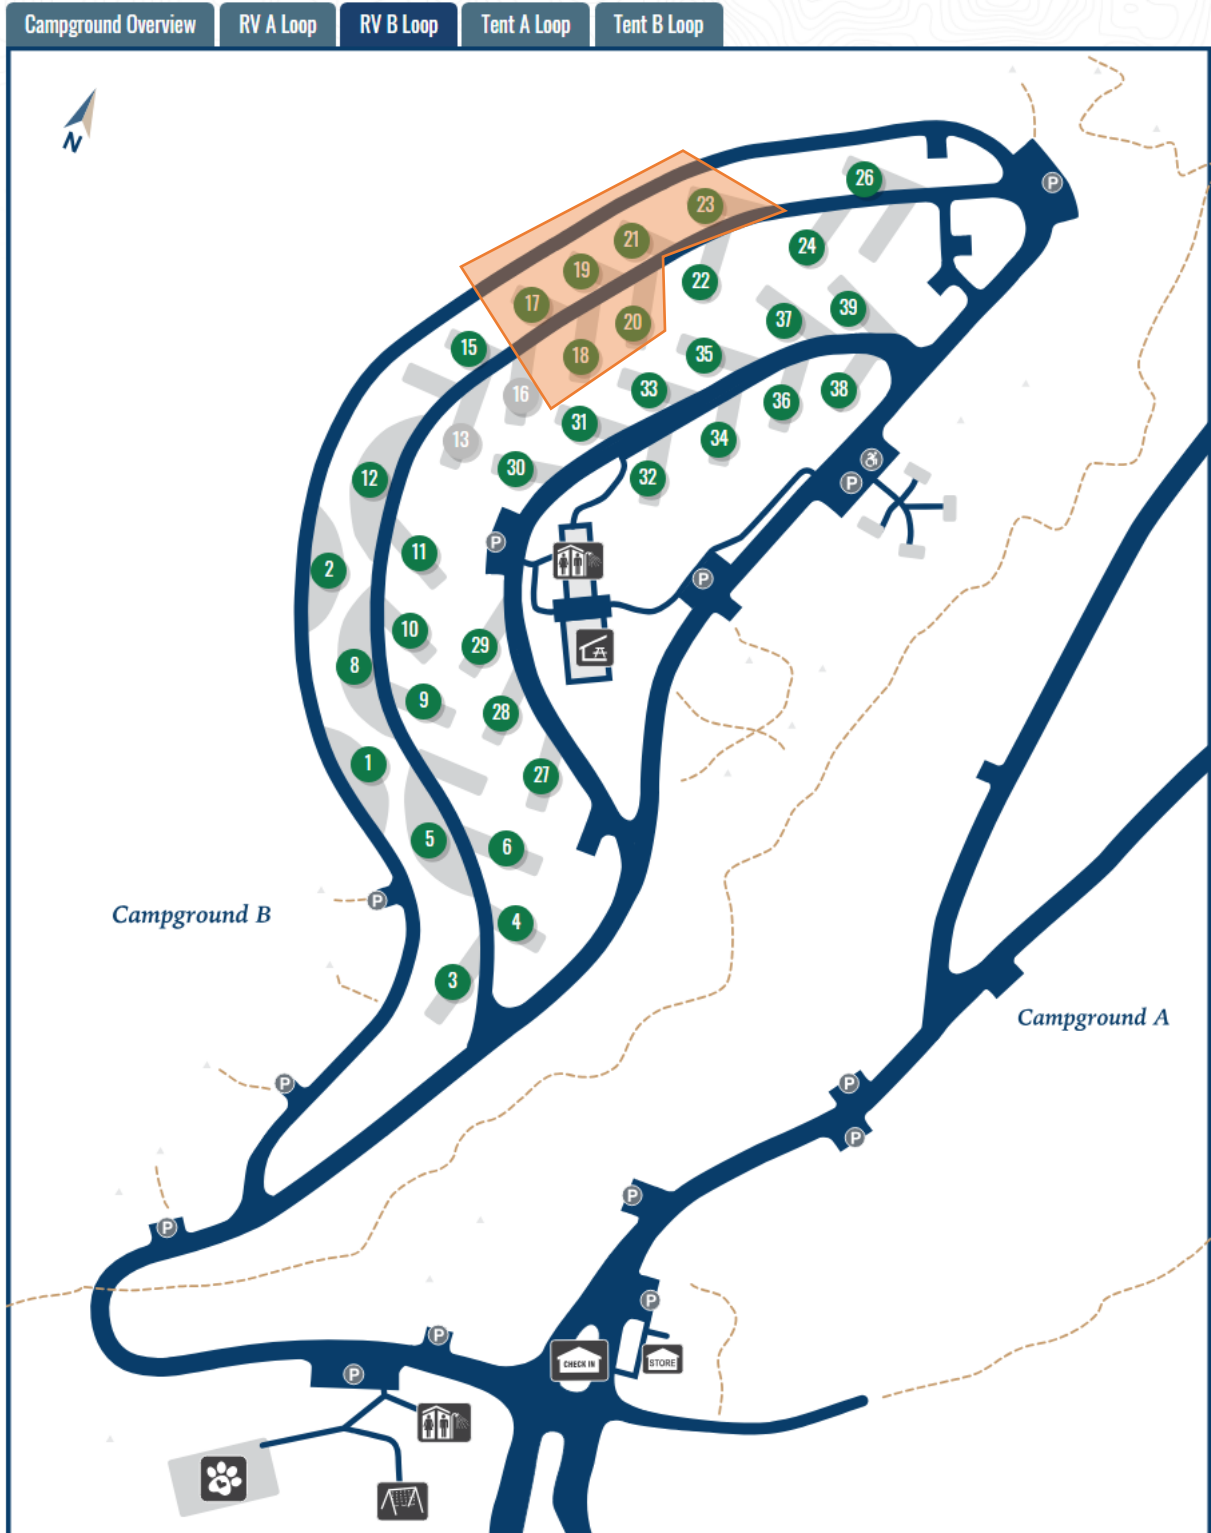 Campground Overview
RV A Loop
RV B Loop
Tent A Loop
Tent B Loop
N
26
P
23
24
21
19
22
17
39
37
20
15
18
35
33
38
16
36
31
13
34
P
30
32
12
P
P
11
2
10
29
8
9
28
1
27
5
6
P
Campground B
4
3
Campground A
P
P
P
P
P
P
P
CHECK IN
STORE
P